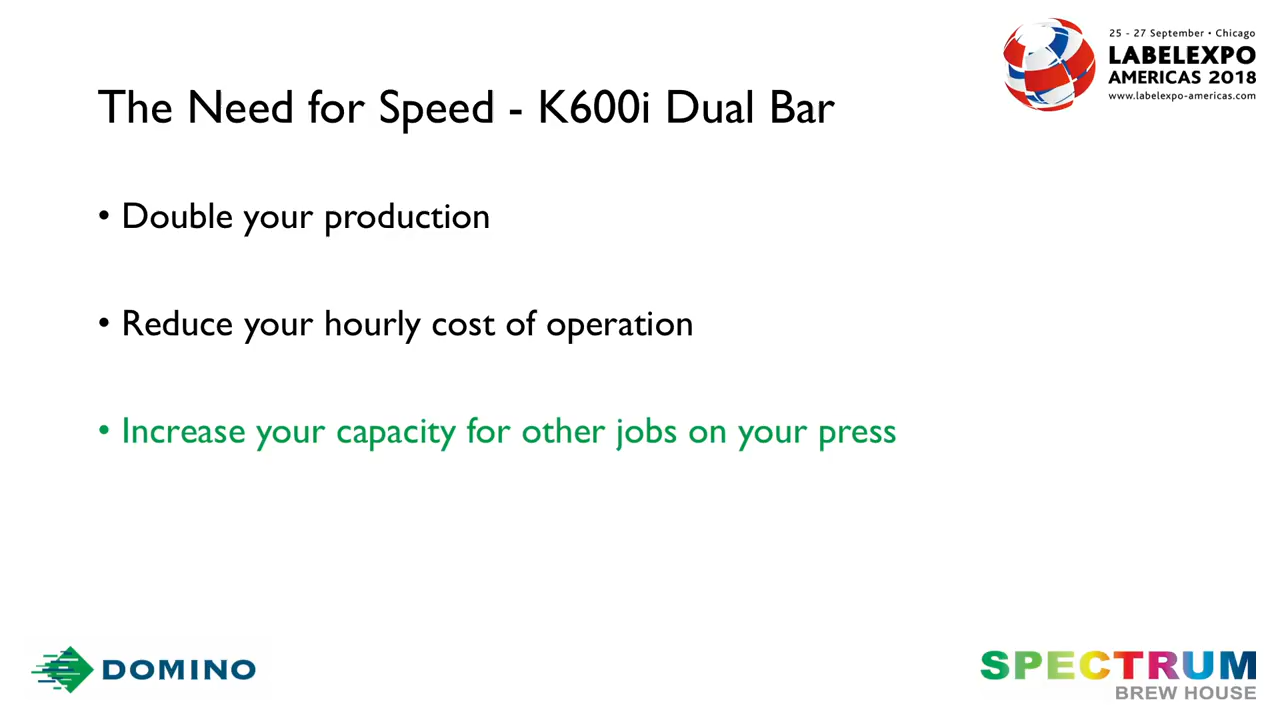 25 - 27 September • Chicago
LABELEXPO
AMERICAS 2018
www.labelexpo-americas.com
The Need for Speed - K600i Dual Bar
• Double your production
• Reduce your hourly cost of operation
• Increase your capacity for other jobs on your press
DOMINO
SPECTRUM
BREW HOUSE